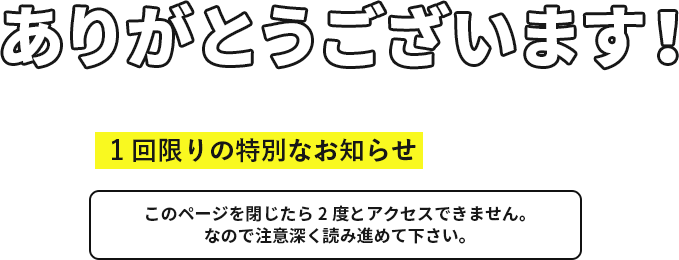 ありがとうございます！
1回限りの特別なお知らせ
このページを閉じたら2度とアクセスできません。
なので注意深く読み進めて下さい。